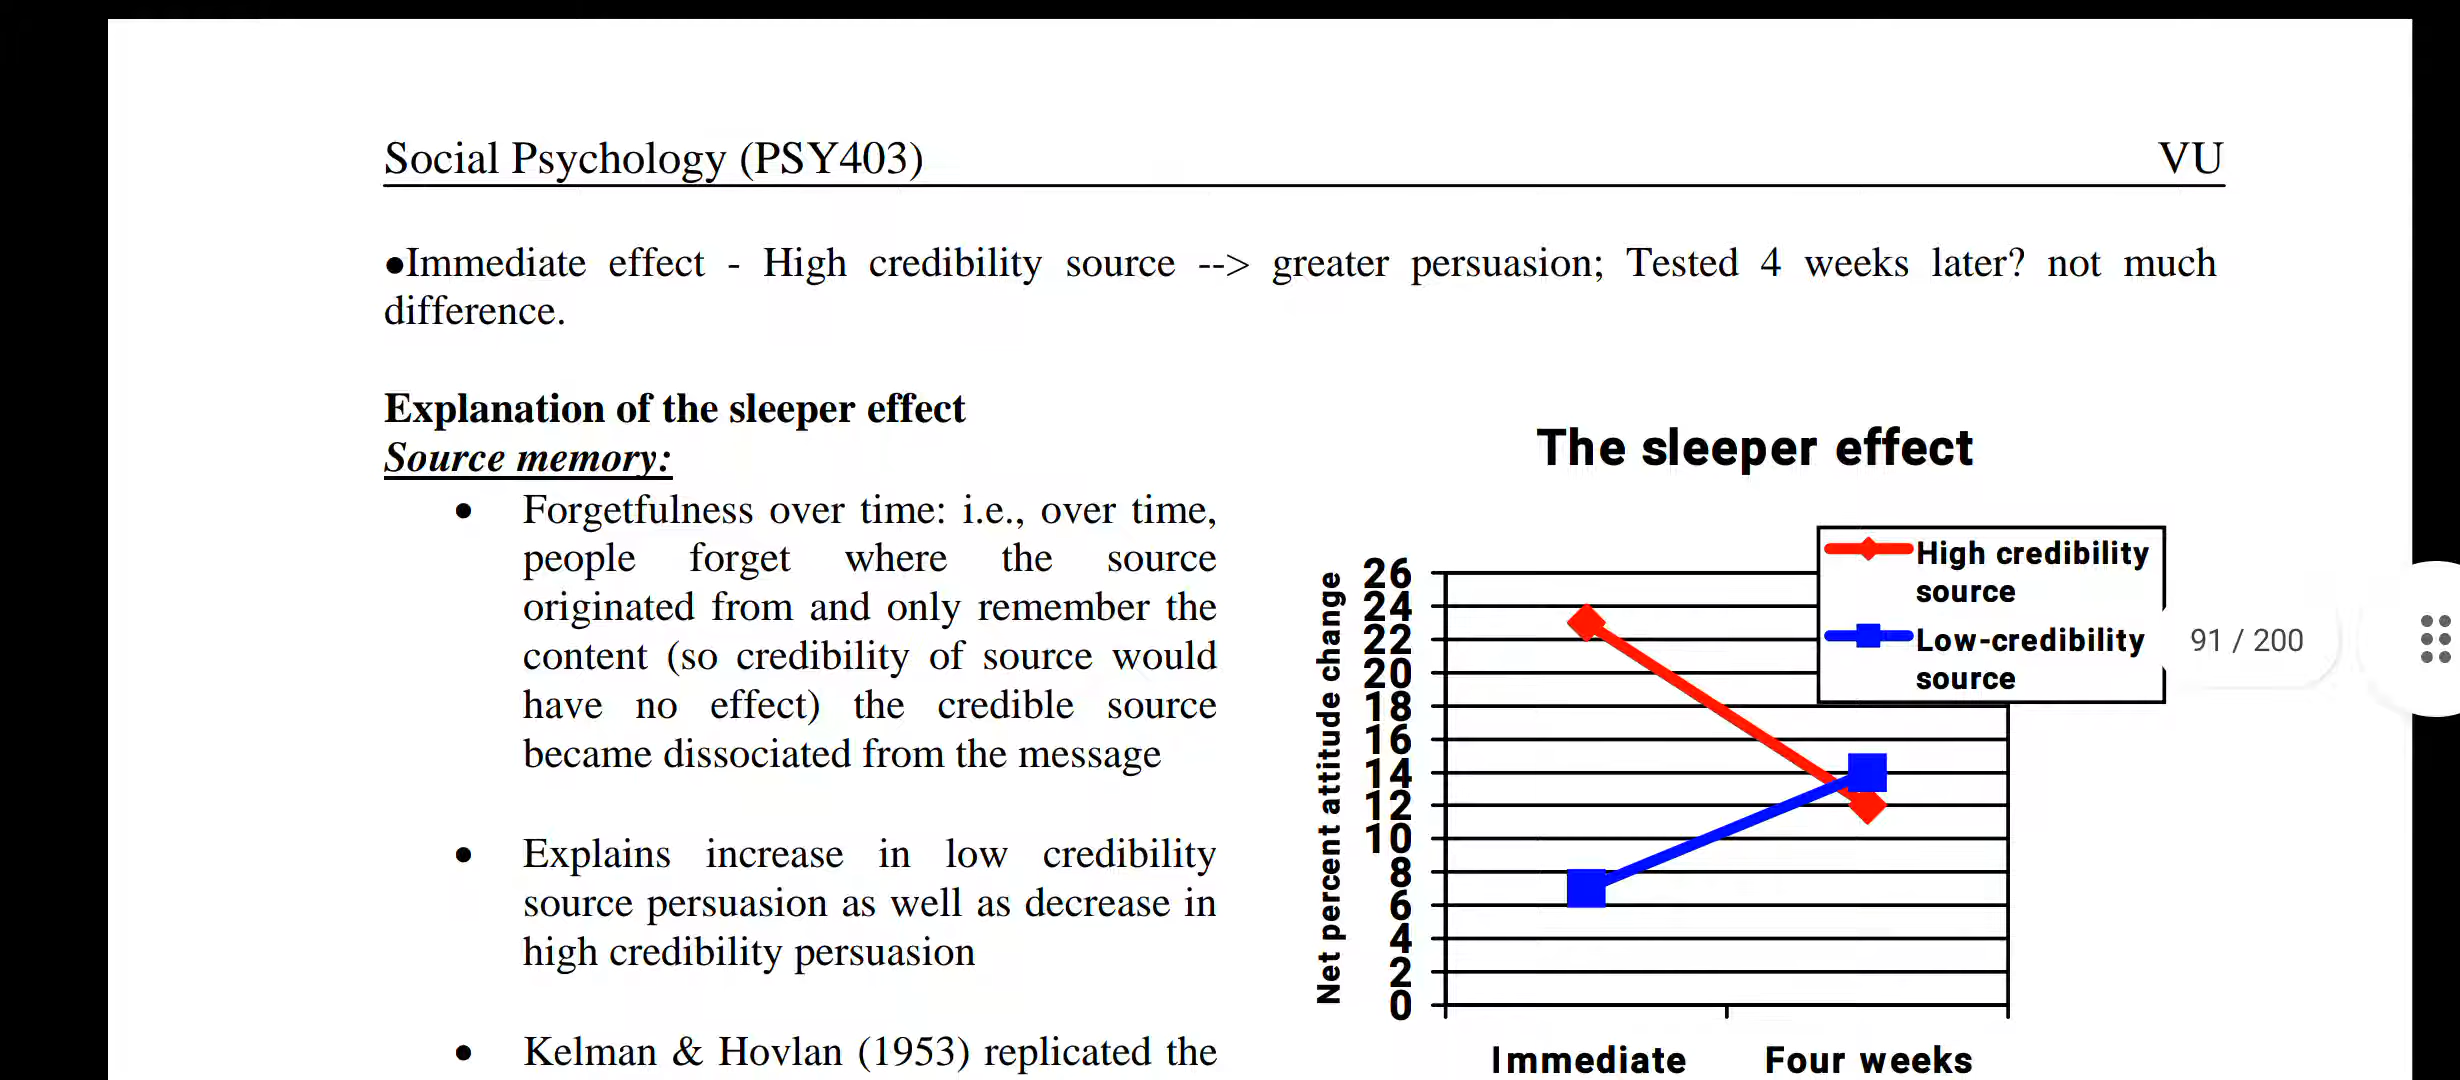 Social Psychology (PSY403) VU
●Immediate effect - High credibility source --> greater persuasion; Tested 4 weeks later? not much
difference.
Explanation of the sleeper effect
Source memory:
● Forgetfulness over time: i.e., over time,
people forget where the source
originated from and only remember the
content (so credibility of source would
have no effect) the credible source
became dissociated from the message
● Explains increase in low credibility
source persuasion as well as decrease in
high credibility persuasion
● Kelman & Hovlan (1953) replicated the
The sleeper effect
High credibility
source
Low-credibility
source
Net percent attitude change
26
24
22
20
18
16
14
12
10
8
6
4
2
0
Immediate Four weeks
91 / 200